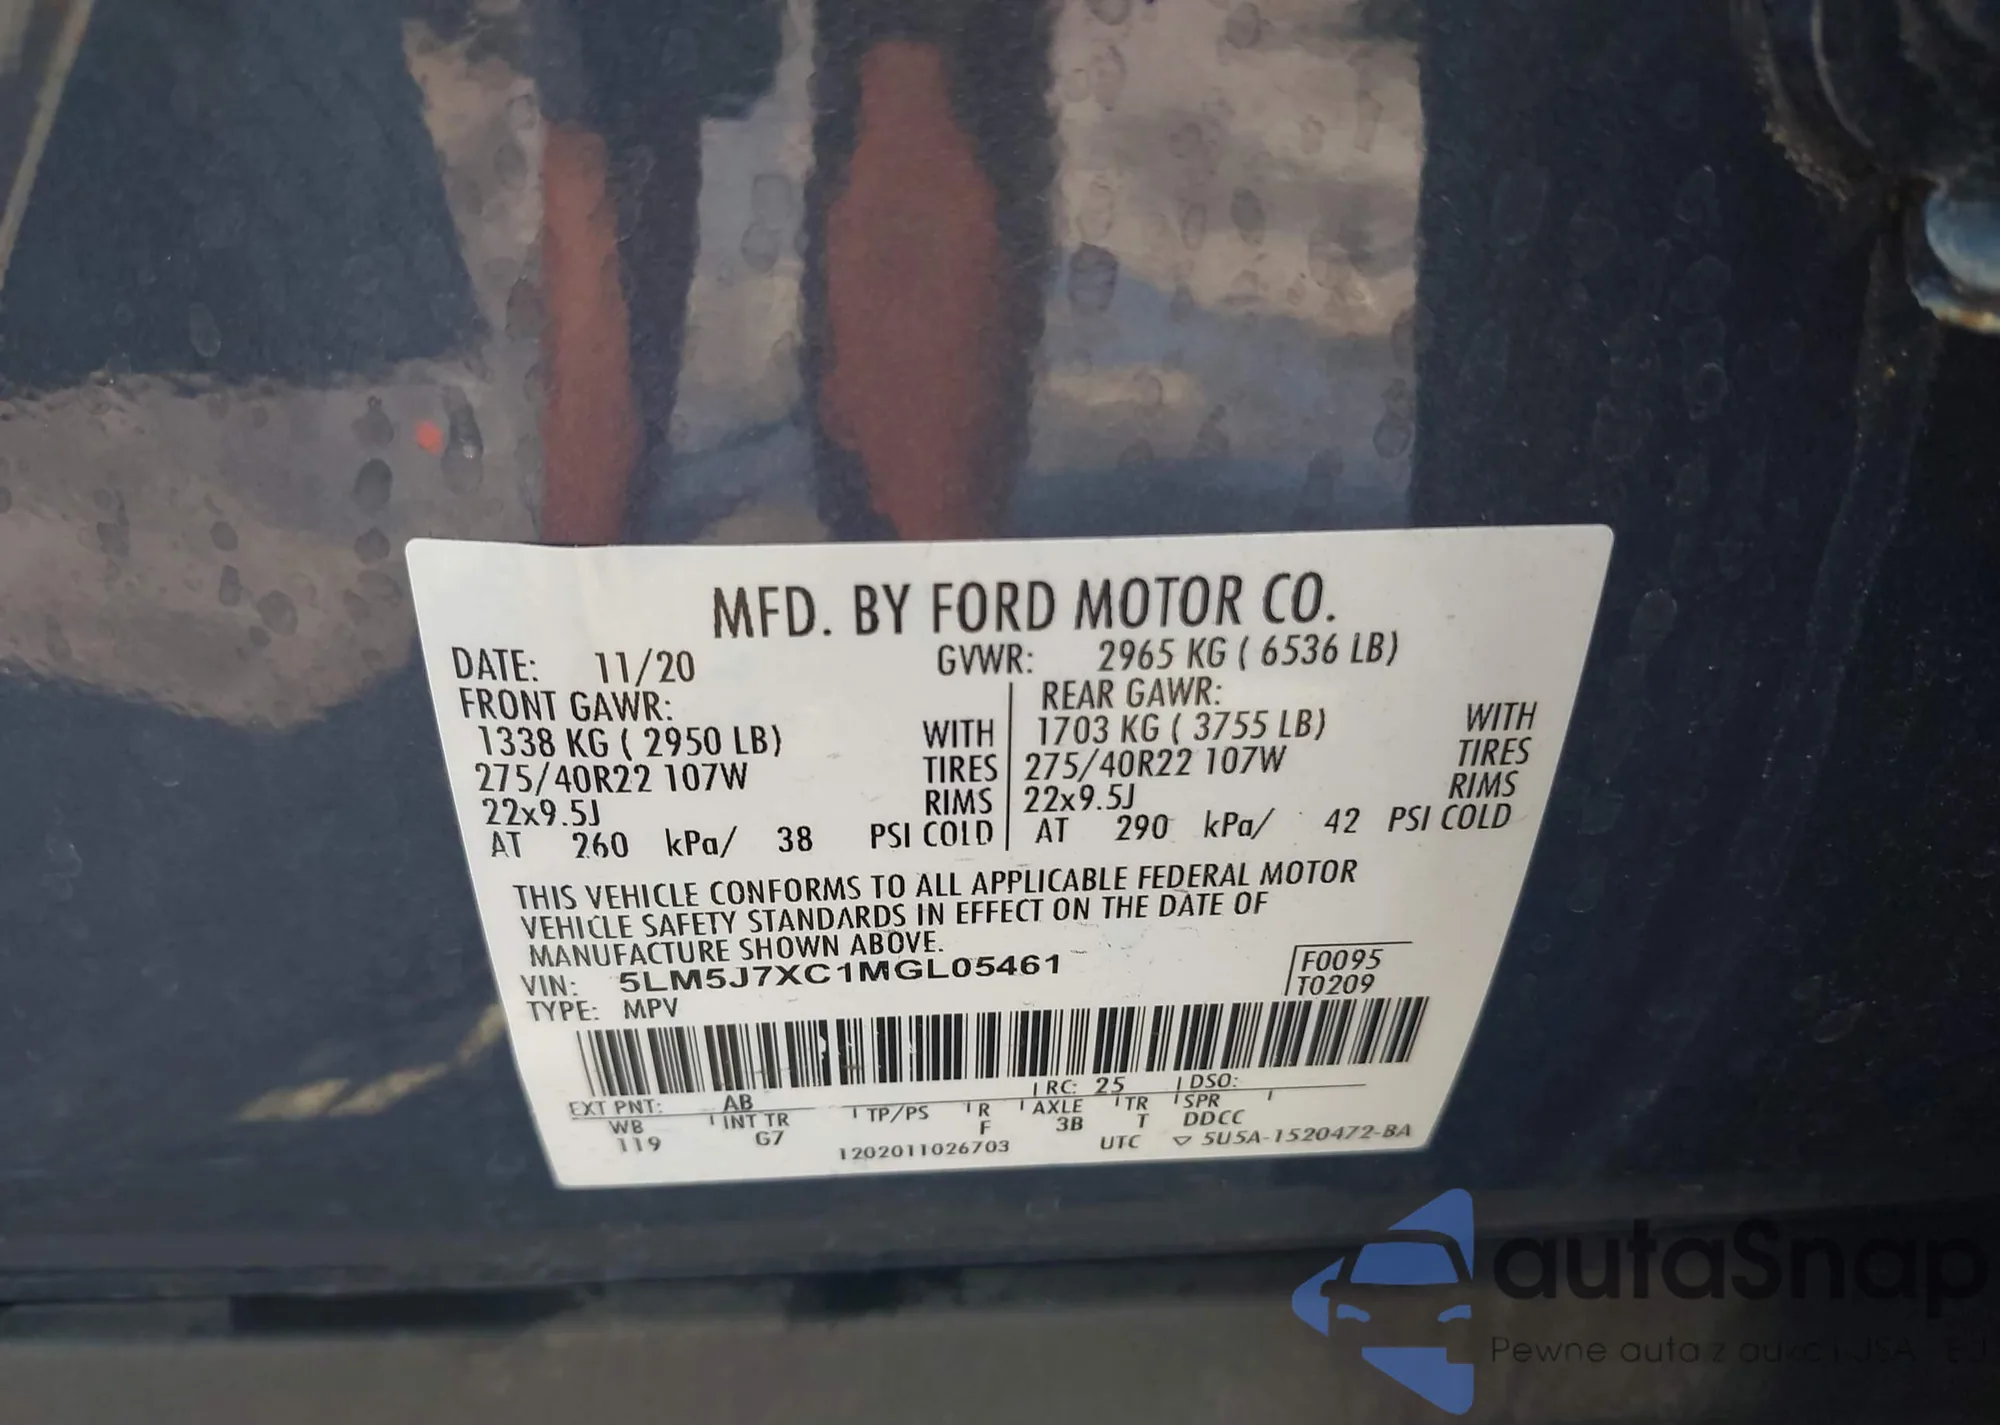 MFD. BY FORD MOTOR CO.
DATE: 11/20 GVWR: 2965 KG ( 6536 LB)
FRONT GAWR: REAR GAWR:
1338 KG ( 2950 LB) WITH 1703 KG ( 3755 LB) WITH
275/40R22 107W TIRES 275/40R22 107W TIRES
22x9.5J RIMS 22x9.5J RIMS
AT 260 kPa/ 38 PSI COLD AT 290 kPa/ 42 PSI COLD
THIS VEHICLE CONFORMS TO ALL APPLICABLE FEDERAL MOTOR
VEHICLE SAFETY STANDARDS IN EFFECT ON THE DATE OF
MANUFACTURE SHOWN ABOVE.
VIN: 5LM5J7XC1MGL05461 F0095
TYPE: MPV T0209
EXT PNT: AB RC: 25 DSO:
WB INT TR TP/PS R AXLE TR SPR
119 G7 F 3B T DDCC
1202011026703 UTC ▽ 5U5A-1520472-BA
autaSnap
Pewne auta z aukcji USA